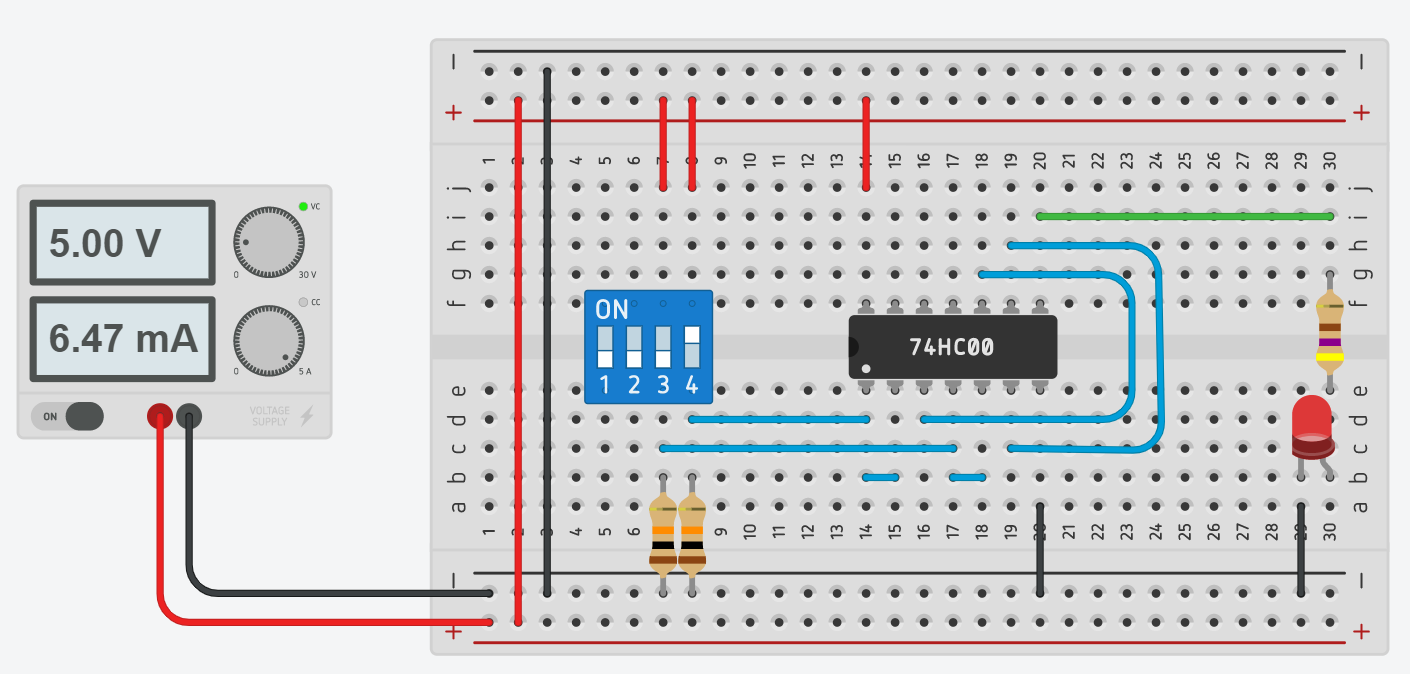 5.00 V
VC
0
30 V
6.47 mA
CC
0
5 A
ON
VOLTAGE
SUPPLY
− −
+ +
1 2 3 4 5 6 7 8 9 10 11 12 13 14 15 16 17 18 19 20 21 22 23 24 25 26 27 28 29 30
j j
i i
h h
g g
f f
ON
1 2 3 4
74HC00
e e
d d
c c
b b
a a
1 2 3 4 5 6 7 8 9 10 11 12 13 14 15 16 17 18 19 20 21 22 23 24 25 26 27 28 29 30
− −
+ +